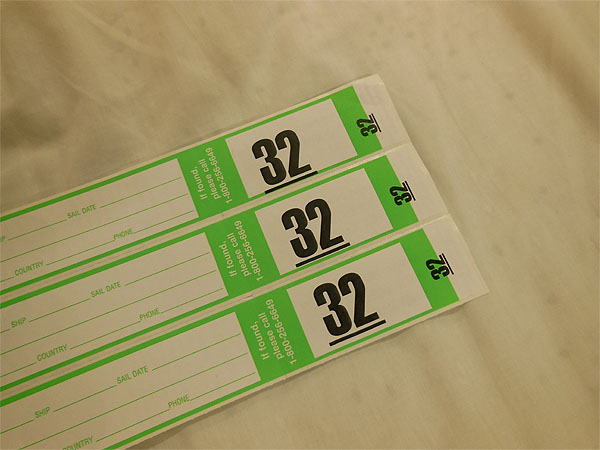 SAIL DATE
COUNTRY PHONE
If found,
please call
1-800-256-6649
32
32
SHIP SAIL DATE
COUNTRY PHONE
If found,
please call
1-800-256-6649
32
32
SHIP SAIL DATE
COUNTRY PHONE
If found,
please call
1-800-256-6649
32
32